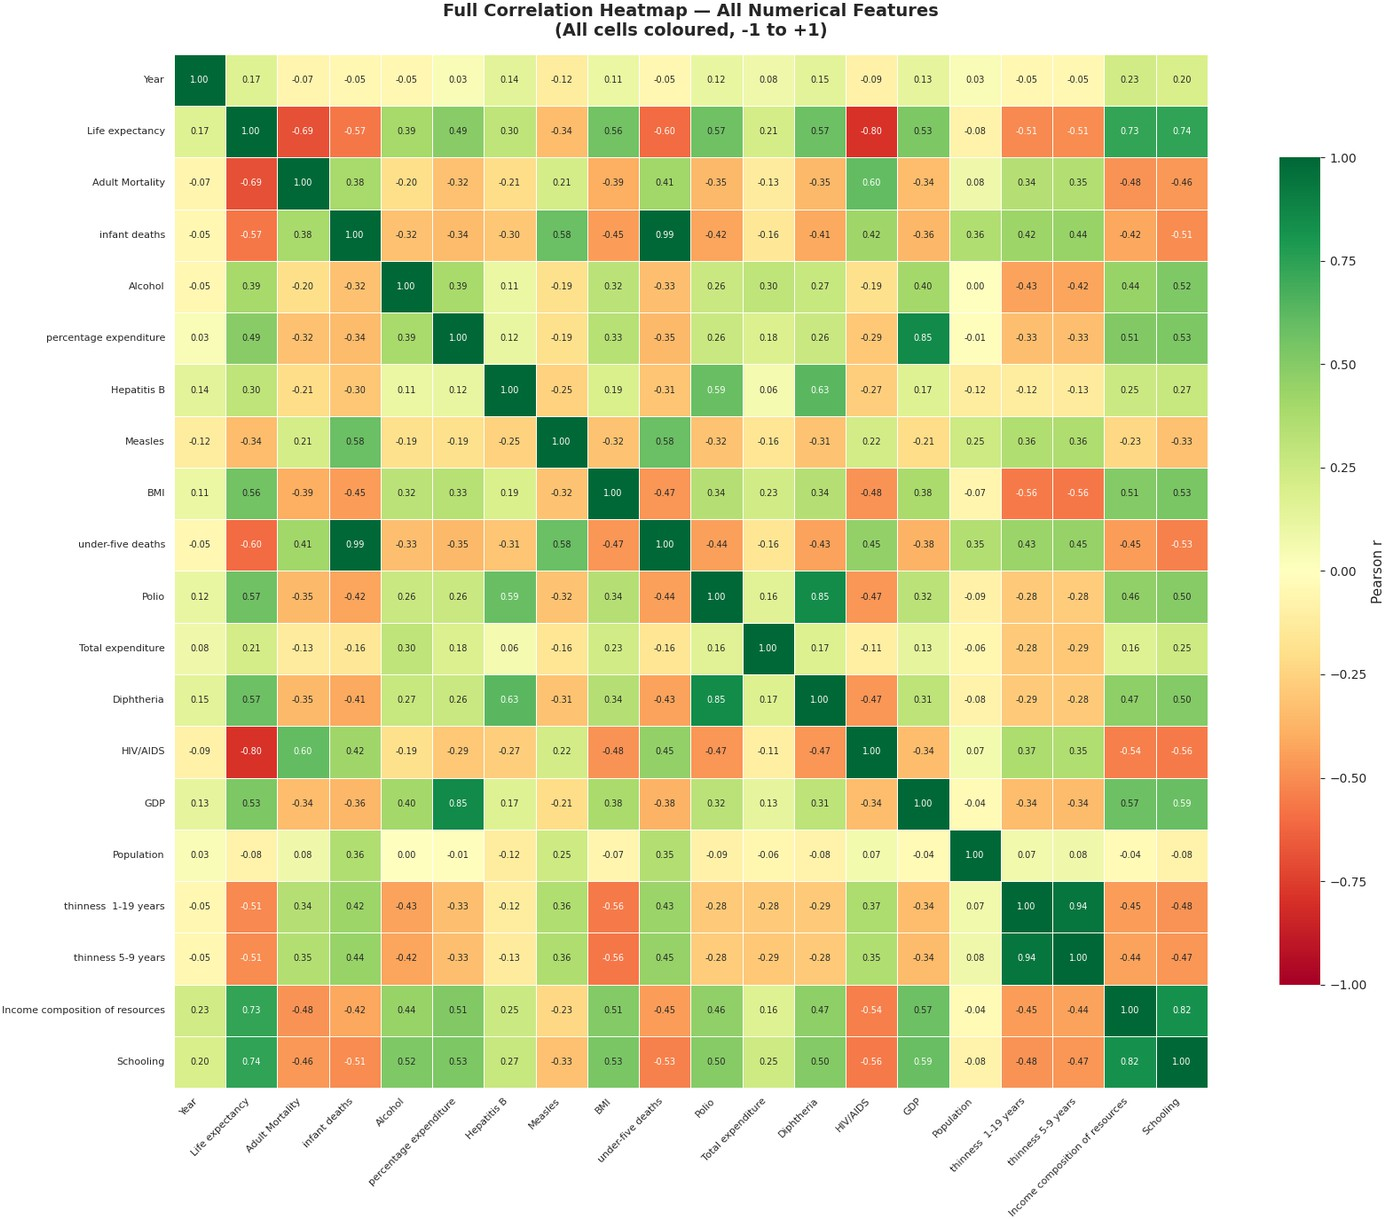 Full Correlation Heatmap — All Numerical Features
(All cells coloured, -1 to +1)
Year 1.00 0.17 -0.07 -0.05 -0.05 0.03 0.14 -0.12 0.11 -0.05 0.12 0.08 0.15 -0.09 0.13 0.03 -0.05 -0.05 0.23 0.20
Life expectancy 0.17 1.00 -0.69 -0.57 0.39 0.49 0.30 -0.34 0.56 -0.60 0.57 0.21 0.57 -0.80 0.53 -0.08 -0.51 -0.51 0.73 0.74
Adult Mortality -0.07 -0.69 1.00 0.38 -0.20 -0.32 -0.21 0.21 -0.39 0.41 -0.35 -0.13 -0.35 0.60 -0.34 0.08 0.34 0.35 -0.48 -0.46
infant deaths -0.05 -0.57 0.38 1.00 -0.32 -0.34 -0.30 0.58 -0.45 0.99 -0.42 -0.16 -0.41 0.42 -0.36 0.36 0.42 0.44 -0.42 -0.51
Alcohol -0.05 0.39 -0.20 -0.32 1.00 0.39 0.11 -0.19 0.32 -0.33 0.26 0.30 0.27 -0.19 0.40 0.00 -0.43 -0.42 0.44 0.52
percentage expenditure 0.03 0.49 -0.32 -0.34 0.39 1.00 0.12 -0.19 0.33 -0.35 0.26 0.18 0.26 -0.29 0.85 -0.01 -0.33 -0.33 0.51 0.53
Hepatitis B 0.14 0.30 -0.21 -0.30 0.11 0.12 1.00 -0.25 0.19 -0.31 0.59 0.06 0.63 -0.27 0.17 -0.12 -0.12 -0.13 0.25 0.27
Measles -0.12 -0.34 0.21 0.58 -0.19 -0.19 -0.25 1.00 -0.32 0.58 -0.32 -0.16 -0.31 0.22 -0.21 0.25 0.36 0.36 -0.23 -0.33
BMI 0.11 0.56 -0.39 -0.45 0.32 0.33 0.19 -0.32 1.00 -0.47 0.34 0.23 0.34 -0.48 0.38 -0.07 -0.56 -0.56 0.51 0.53
under-five deaths -0.05 -0.60 0.41 0.99 -0.33 -0.35 -0.31 0.58 -0.47 1.00 -0.44 -0.16 -0.43 0.45 -0.38 0.35 0.43 0.45 -0.45 -0.53
Polio 0.12 0.57 -0.35 -0.42 0.26 0.26 0.59 -0.32 0.34 -0.44 1.00 0.16 0.85 -0.47 0.32 -0.09 -0.28 -0.28 0.46 0.50
Total expenditure 0.08 0.21 -0.13 -0.16 0.30 0.18 0.06 -0.16 0.23 -0.16 0.16 1.00 0.17 -0.11 0.13 -0.06 -0.28 -0.29 0.16 0.25
Diphtheria 0.15 0.57 -0.35 -0.41 0.27 0.26 0.63 -0.31 0.34 -0.43 0.85 0.17 1.00 -0.47 0.31 -0.08 -0.29 -0.28 0.47 0.50
HIV/AIDS -0.09 -0.80 0.60 0.42 -0.19 -0.29 -0.27 0.22 -0.48 0.45 -0.47 -0.11 -0.47 1.00 -0.34 0.07 0.37 0.35 -0.54 -0.56
GDP 0.13 0.53 -0.34 -0.36 0.40 0.85 0.17 -0.21 0.38 -0.38 0.32 0.13 0.31 -0.34 1.00 -0.04 -0.34 -0.34 0.57 0.59
Population 0.03 -0.08 0.08 0.36 0.00 -0.01 -0.12 0.25 -0.07 0.35 -0.09 -0.06 -0.08 0.07 -0.04 1.00 0.07 0.08 -0.04 -0.08
thinness  1-19 years -0.05 -0.51 0.34 0.42 -0.43 -0.33 -0.12 0.36 -0.56 0.43 -0.28 -0.28 -0.29 0.37 -0.34 0.07 1.00 0.94 -0.45 -0.48
thinness 5-9 years -0.05 -0.51 0.35 0.44 -0.42 -0.33 -0.13 0.36 -0.56 0.45 -0.28 -0.29 -0.28 0.35 -0.34 0.08 0.94 1.00 -0.44 -0.47
Income composition of resources 0.23 0.73 -0.48 -0.42 0.44 0.51 0.25 -0.23 0.51 -0.45 0.46 0.16 0.47 -0.54 0.57 -0.04 -0.45 -0.44 1.00 0.82
Schooling 0.20 0.74 -0.46 -0.51 0.52 0.53 0.27 -0.33 0.53 -0.53 0.50 0.25 0.50 -0.56 0.59 -0.08 -0.48 -0.47 0.82 1.00
Year
Life expectancy
Adult Mortality
infant deaths
Alcohol
percentage expenditure
Hepatitis B
Measles
BMI
under-five deaths
Polio
Total expenditure
Diphtheria
HIV/AIDS
GDP
Population
thinness  1-19 years
thinness 5-9 years
Income composition of resources
Schooling
1.00
0.75
0.50
0.25
0.00
−0.25
−0.50
−0.75
−1.00
Pearson r